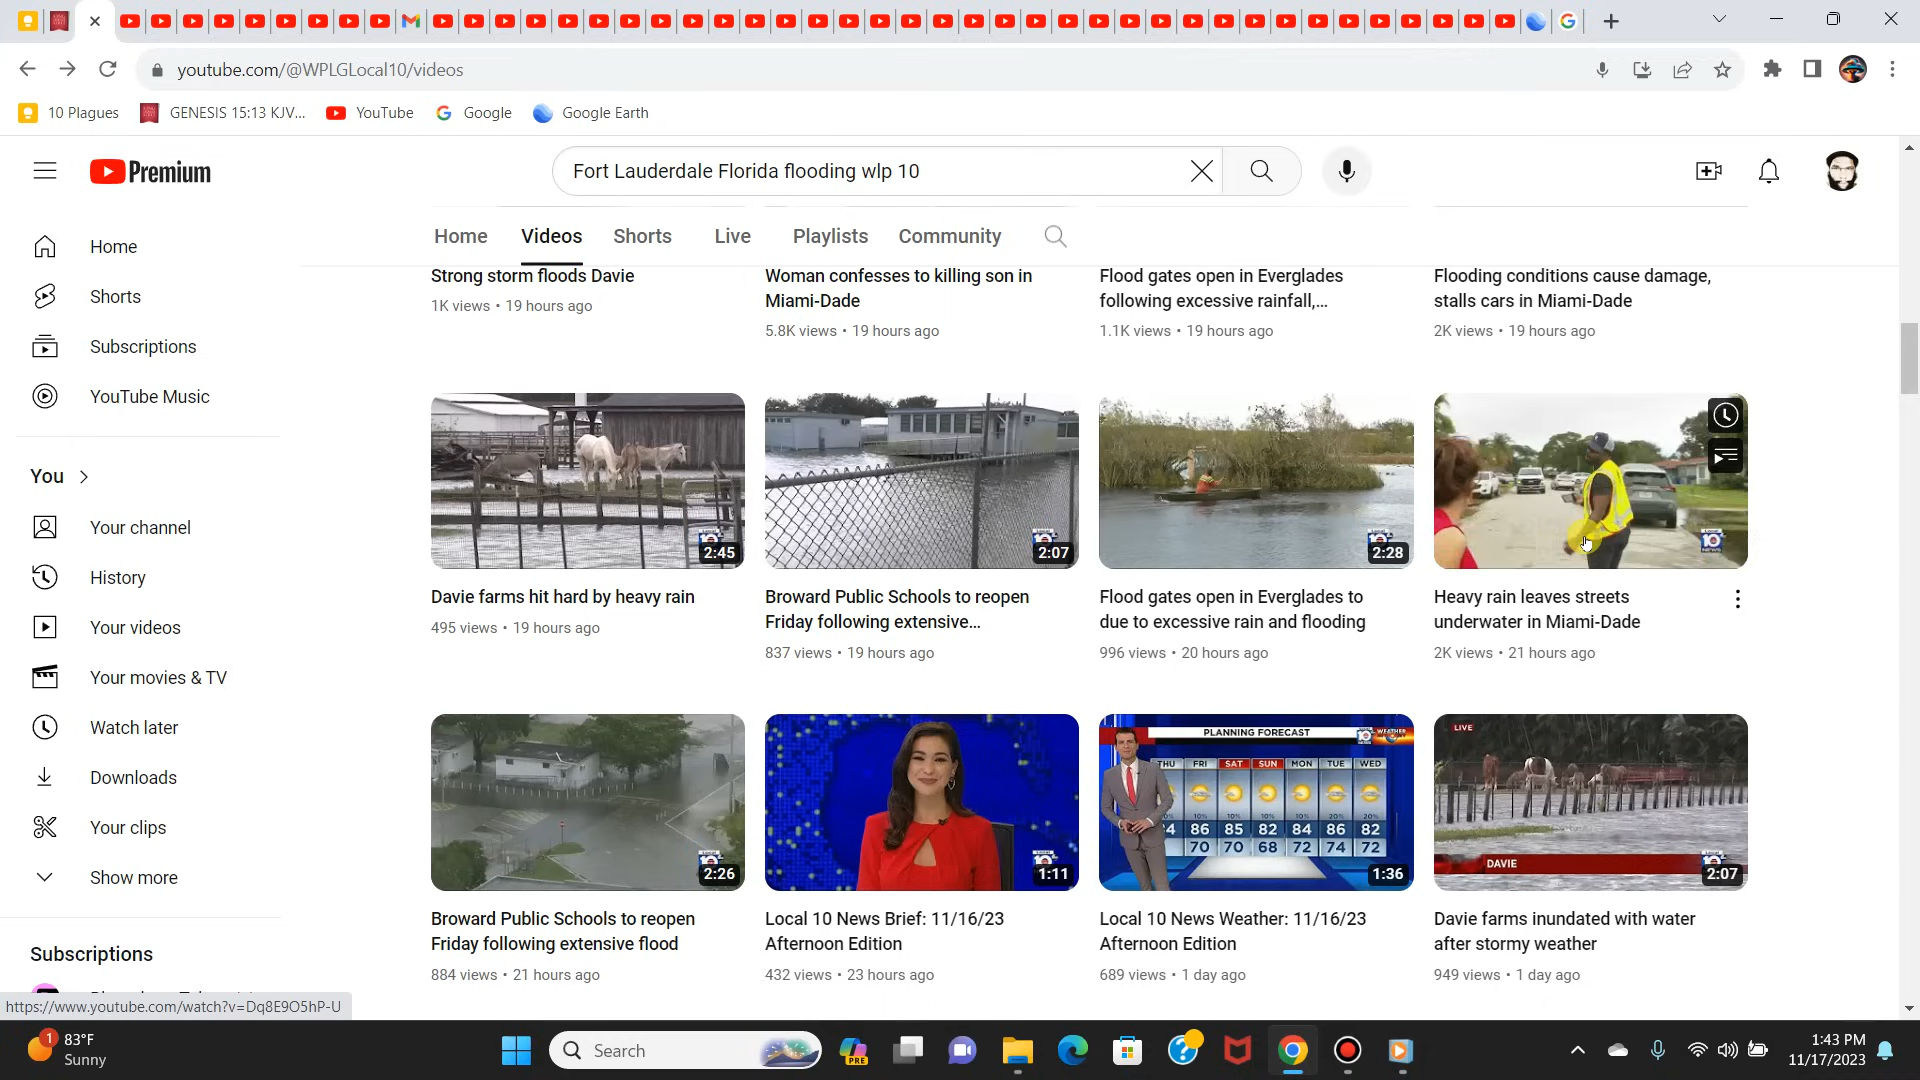 youtube.com/@WPLGLocal10/videos
10 Plagues
GENESIS 15:13 KJV...
YouTube
Google
Google Earth
Premium
Fort Lauderdale Florida flooding wlp 10
Home
Videos
Shorts
Live
Playlists
Community
Home
Shorts
Subscriptions
YouTube Music
You
Your channel
History
Your videos
Your movies & TV
Watch later
Downloads
Your clips
Show more
Subscriptions
Strong storm floods Davie
1K views • 19 hours ago
Woman confesses to killing son in
Miami-Dade
5.8K views • 19 hours ago
Flood gates open in Everglades
following excessive rainfall,...
1.1K views • 19 hours ago
Flooding conditions cause damage,
stalls cars in Miami-Dade
2K views • 19 hours ago
2:45
Davie farms hit hard by heavy rain
495 views • 19 hours ago
2:07
Broward Public Schools to reopen
Friday following extensive...
837 views • 19 hours ago
2:28
Flood gates open in Everglades to
due to excessive rain and flooding
996 views • 20 hours ago
10
NEWS
Heavy rain leaves streets
underwater in Miami-Dade
2K views • 21 hours ago
2:26
Broward Public Schools to reopen
Friday following extensive flood
884 views • 21 hours ago
1:11
Local 10 News Brief: 11/16/23
Afternoon Edition
432 views • 23 hours ago
PLANNING FORECAST
THU FRI SAT SUN MON TUE WED
10% 10% 10% 10% 20% 20%
4 86 85 82 84 86 82
70 70 68 72 74 72
1:36
Local 10 News Weather: 11/16/23
Afternoon Edition
689 views • 1 day ago
LIVE
DAVIE
2:07
Davie farms inundated with water
after stormy weather
949 views • 1 day ago
https://www.youtube.com/watch?v=Dq8E9O5hP-U
1
83°F
Sunny
Search
PRE
1:43 PM
11/17/2023